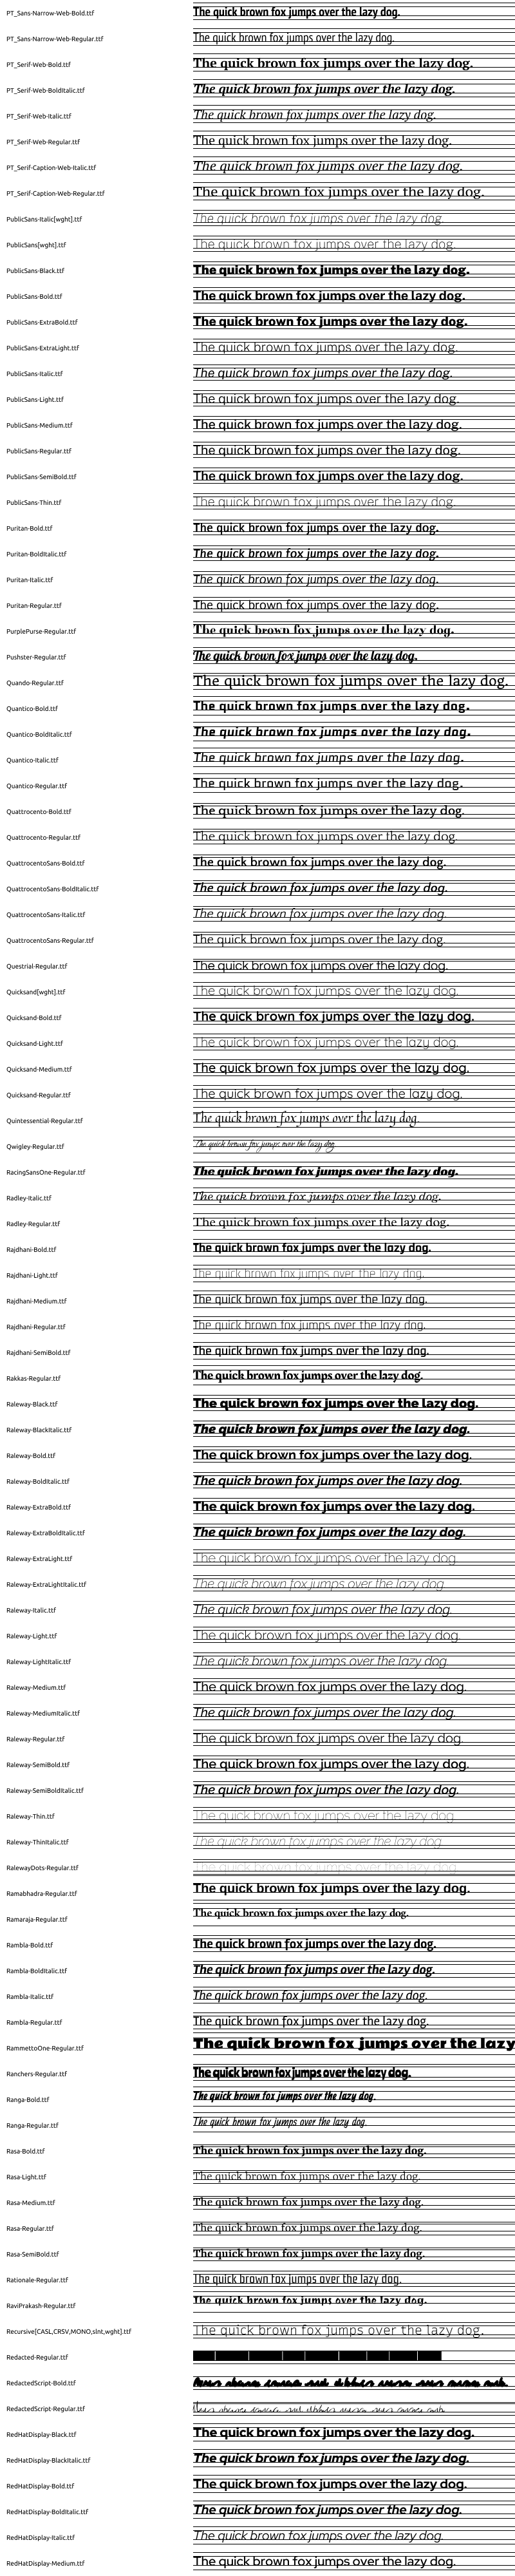 PT_Sans-Narrow-Web-Bold.ttf The quick brown fox jumps over the lazy dog.
PT_Sans-Narrow-Web-Regular.ttf The quick brown fox jumps over the lazy dog.
PT_Serif-Web-Bold.ttf The quick brown fox jumps over the lazy dog.
PT_Serif-Web-BoldItalic.ttf The quick brown fox jumps over the lazy dog.
PT_Serif-Web-Italic.ttf The quick brown fox jumps over the lazy dog.
PT_Serif-Web-Regular.ttf The quick brown fox jumps over the lazy dog.
PT_Serif-Caption-Web-Italic.ttf The quick brown fox jumps over the lazy dog.
PT_Serif-Caption-Web-Regular.ttf The quick brown fox jumps over the lazy dog.
PublicSans-Italic[wght].ttf The quick brown fox jumps over the lazy dog.
PublicSans[wght].ttf The quick brown fox jumps over the lazy dog.
PublicSans-Black.ttf The quick brown fox jumps over the lazy dog.
PublicSans-Bold.ttf The quick brown fox jumps over the lazy dog.
PublicSans-ExtraBold.ttf The quick brown fox jumps over the lazy dog.
PublicSans-ExtraLight.ttf The quick brown fox jumps over the lazy dog.
PublicSans-Italic.ttf The quick brown fox jumps over the lazy dog.
PublicSans-Light.ttf The quick brown fox jumps over the lazy dog.
PublicSans-Medium.ttf The quick brown fox jumps over the lazy dog.
PublicSans-Regular.ttf The quick brown fox jumps over the lazy dog.
PublicSans-SemiBold.ttf The quick brown fox jumps over the lazy dog.
PublicSans-Thin.ttf The quick brown fox jumps over the lazy dog.
Puritan-Bold.ttf The quick brown fox jumps over the lazy dog.
Puritan-BoldItalic.ttf The quick brown fox jumps over the lazy dog.
Puritan-Italic.ttf The quick brown fox jumps over the lazy dog.
Puritan-Regular.ttf The quick brown fox jumps over the lazy dog.
PurplePurse-Regular.ttf The quick brown fox jumps over the lazy dog.
Pushster-Regular.ttf The quick brown fox jumps over the lazy dog.
Quando-Regular.ttf The quick brown fox jumps over the lazy dog.
Quantico-Bold.ttf The quick brown fox jumps over the lazy dog.
Quantico-BoldItalic.ttf The quick brown fox jumps over the lazy dog.
Quantico-Italic.ttf The quick brown fox jumps over the lazy dog.
Quantico-Regular.ttf The quick brown fox jumps over the lazy dog.
Quattrocento-Bold.ttf The quick brown fox jumps over the lazy dog.
Quattrocento-Regular.ttf The quick brown fox jumps over the lazy dog.
QuattrocentoSans-Bold.ttf The quick brown fox jumps over the lazy dog.
QuattrocentoSans-BoldItalic.ttf The quick brown fox jumps over the lazy dog.
QuattrocentoSans-Italic.ttf The quick brown fox jumps over the lazy dog.
QuattrocentoSans-Regular.ttf The quick brown fox jumps over the lazy dog.
Questrial-Regular.ttf The quick brown fox jumps over the lazy dog.
Quicksand[wght].ttf The quick brown fox jumps over the lazy dog.
Quicksand-Bold.ttf The quick brown fox jumps over the lazy dog.
Quicksand-Light.ttf The quick brown fox jumps over the lazy dog.
Quicksand-Medium.ttf The quick brown fox jumps over the lazy dog.
Quicksand-Regular.ttf The quick brown fox jumps over the lazy dog.
Quintessential-Regular.ttf The quick brown fox jumps over the lazy dog.
Qwigley-Regular.ttf The quick brown fox jumps over the lazy dog.
RacingSansOne-Regular.ttf The quick brown fox jumps over the lazy dog.
Radley-Italic.ttf The quick brown fox jumps over the lazy dog.
Radley-Regular.ttf The quick brown fox jumps over the lazy dog.
Rajdhani-Bold.ttf The quick brown fox jumps over the lazy dog.
Rajdhani-Light.ttf The quick brown fox jumps over the lazy dog.
Rajdhani-Medium.ttf The quick brown fox jumps over the lazy dog.
Rajdhani-Regular.ttf The quick brown fox jumps over the lazy dog.
Rajdhani-SemiBold.ttf The quick brown fox jumps over the lazy dog.
Rakkas-Regular.ttf The quick brown fox jumps over the lazy dog.
Raleway-Black.ttf The quick brown fox jumps over the lazy dog.
Raleway-BlackItalic.ttf The quick brown fox jumps over the lazy dog.
Raleway-Bold.ttf The quick brown fox jumps over the lazy dog.
Raleway-BoldItalic.ttf The quick brown fox jumps over the lazy dog.
Raleway-ExtraBold.ttf The quick brown fox jumps over the lazy dog.
Raleway-ExtraBoldItalic.ttf The quick brown fox jumps over the lazy dog.
Raleway-ExtraLight.ttf The quick brown fox jumps over the lazy dog.
Raleway-ExtraLightItalic.ttf The quick brown fox jumps over the lazy dog.
Raleway-Italic.ttf The quick brown fox jumps over the lazy dog.
Raleway-Light.ttf The quick brown fox jumps over the lazy dog.
Raleway-LightItalic.ttf The quick brown fox jumps over the lazy dog.
Raleway-Medium.ttf The quick brown fox jumps over the lazy dog.
Raleway-MediumItalic.ttf The quick brown fox jumps over the lazy dog.
Raleway-Regular.ttf The quick brown fox jumps over the lazy dog.
Raleway-SemiBold.ttf The quick brown fox jumps over the lazy dog.
Raleway-SemiBoldItalic.ttf The quick brown fox jumps over the lazy dog.
Raleway-Thin.ttf The quick brown fox jumps over the lazy dog.
Raleway-ThinItalic.ttf The quick brown fox jumps over the lazy dog.
RalewayDots-Regular.ttf The quick brown fox jumps over the lazy dog.
Ramabhadra-Regular.ttf The quick brown fox jumps over the lazy dog.
Ramaraja-Regular.ttf The quick brown fox jumps over the lazy dog.
Rambla-Bold.ttf The quick brown fox jumps over the lazy dog.
Rambla-BoldItalic.ttf The quick brown fox jumps over the lazy dog.
Rambla-Italic.ttf The quick brown fox jumps over the lazy dog.
Rambla-Regular.ttf The quick brown fox jumps over the lazy dog.
RammettoOne-Regular.ttf The quick brown fox jumps over the lazy
Ranchers-Regular.ttf The quick brown fox jumps over the lazy dog.
Ranga-Bold.ttf The quick brown fox jumps over the lazy dog.
Ranga-Regular.ttf The quick brown fox jumps over the lazy dog.
Rasa-Bold.ttf The quick brown fox jumps over the lazy dog.
Rasa-Light.ttf The quick brown fox jumps over the lazy dog.
Rasa-Medium.ttf The quick brown fox jumps over the lazy dog.
Rasa-Regular.ttf The quick brown fox jumps over the lazy dog.
Rasa-SemiBold.ttf The quick brown fox jumps over the lazy dog.
Rationale-Regular.ttf The quick brown fox jumps over the lazy dog.
RaviPrakash-Regular.ttf The quick brown fox jumps over the lazy dog.
Recursive[CASL,CRSV,MONO,slnt,wght].ttf The quick brown fox jumps over the lazy dog.
Redacted-Regular.ttf
RedactedScript-Bold.ttf
RedactedScript-Regular.ttf
RedHatDisplay-Black.ttf The quick brown fox jumps over the lazy dog.
RedHatDisplay-BlackItalic.ttf The quick brown fox jumps over the lazy dog.
RedHatDisplay-Bold.ttf The quick brown fox jumps over the lazy dog.
RedHatDisplay-BoldItalic.ttf The quick brown fox jumps over the lazy dog.
RedHatDisplay-Italic.ttf The quick brown fox jumps over the lazy dog.
RedHatDisplay-Medium.ttf The quick brown fox jumps over the lazy dog.